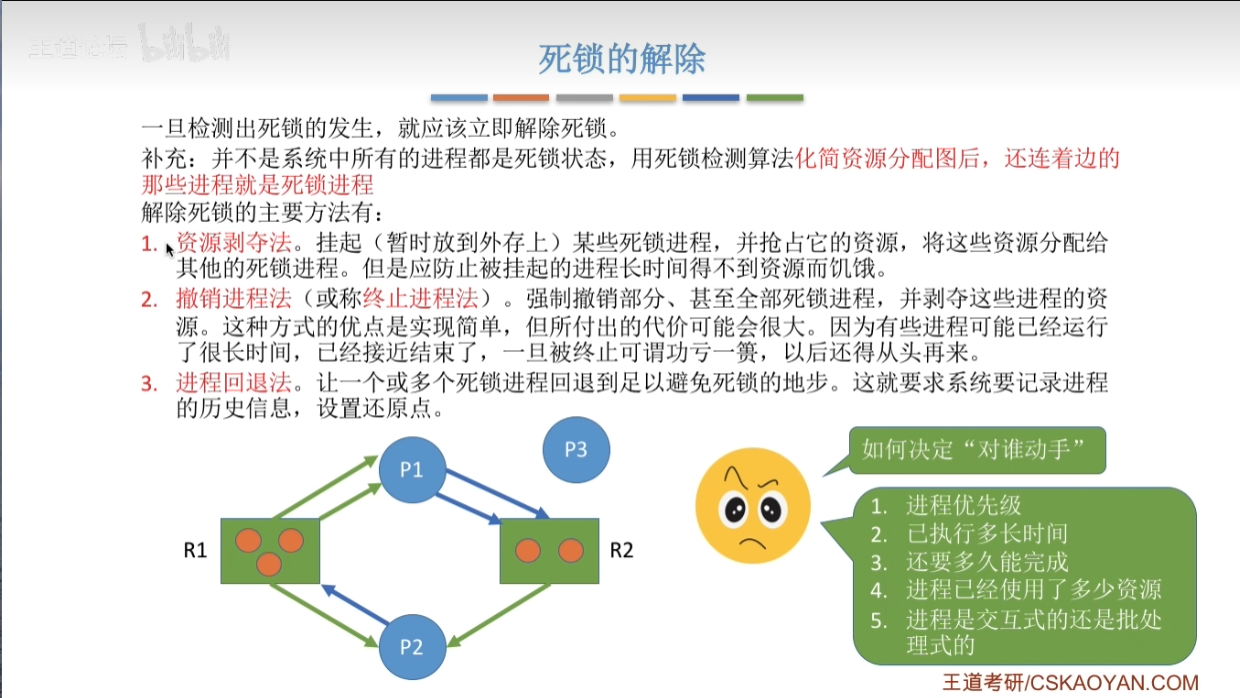 王道论坛 bilibili
死锁的解除
一旦检测出死锁的发生，就应该立即解除死锁。
补充：并不是系统中所有的进程都是死锁状态，用死锁检测算法化简资源分配图后，还连着边的
那些进程就是死锁进程
解除死锁的主要方法有：
1. 资源剥夺法。挂起（暂时放到外存上）某些死锁进程，并抢占它的资源，将这些资源分配给
其他的死锁进程。但是应防止被挂起的进程长时间得不到资源而饥饿。
2. 撤销进程法（或称终止进程法）。强制撤销部分、甚至全部死锁进程，并剥夺这些进程的资
源。这种方式的优点是实现简单，但所付出的代价可能会很大。因为有些进程可能已经运行
了很长时间，已经接近结束了，一旦被终止可谓功亏一篑，以后还得从头再来。
3. 进程回退法。让一个或多个死锁进程回退到足以避免死锁的地步。这就要求系统要记录进程
的历史信息，设置还原点。
P1
P3
R1
R2
P2
如何决定“对谁动手”
1. 进程优先级
2. 已执行多长时间
3. 还要多久能完成
4. 进程已经使用了多少资源
5. 进程是交互式的还是批处
理式的
王道考研/CSKAOYAN.COM